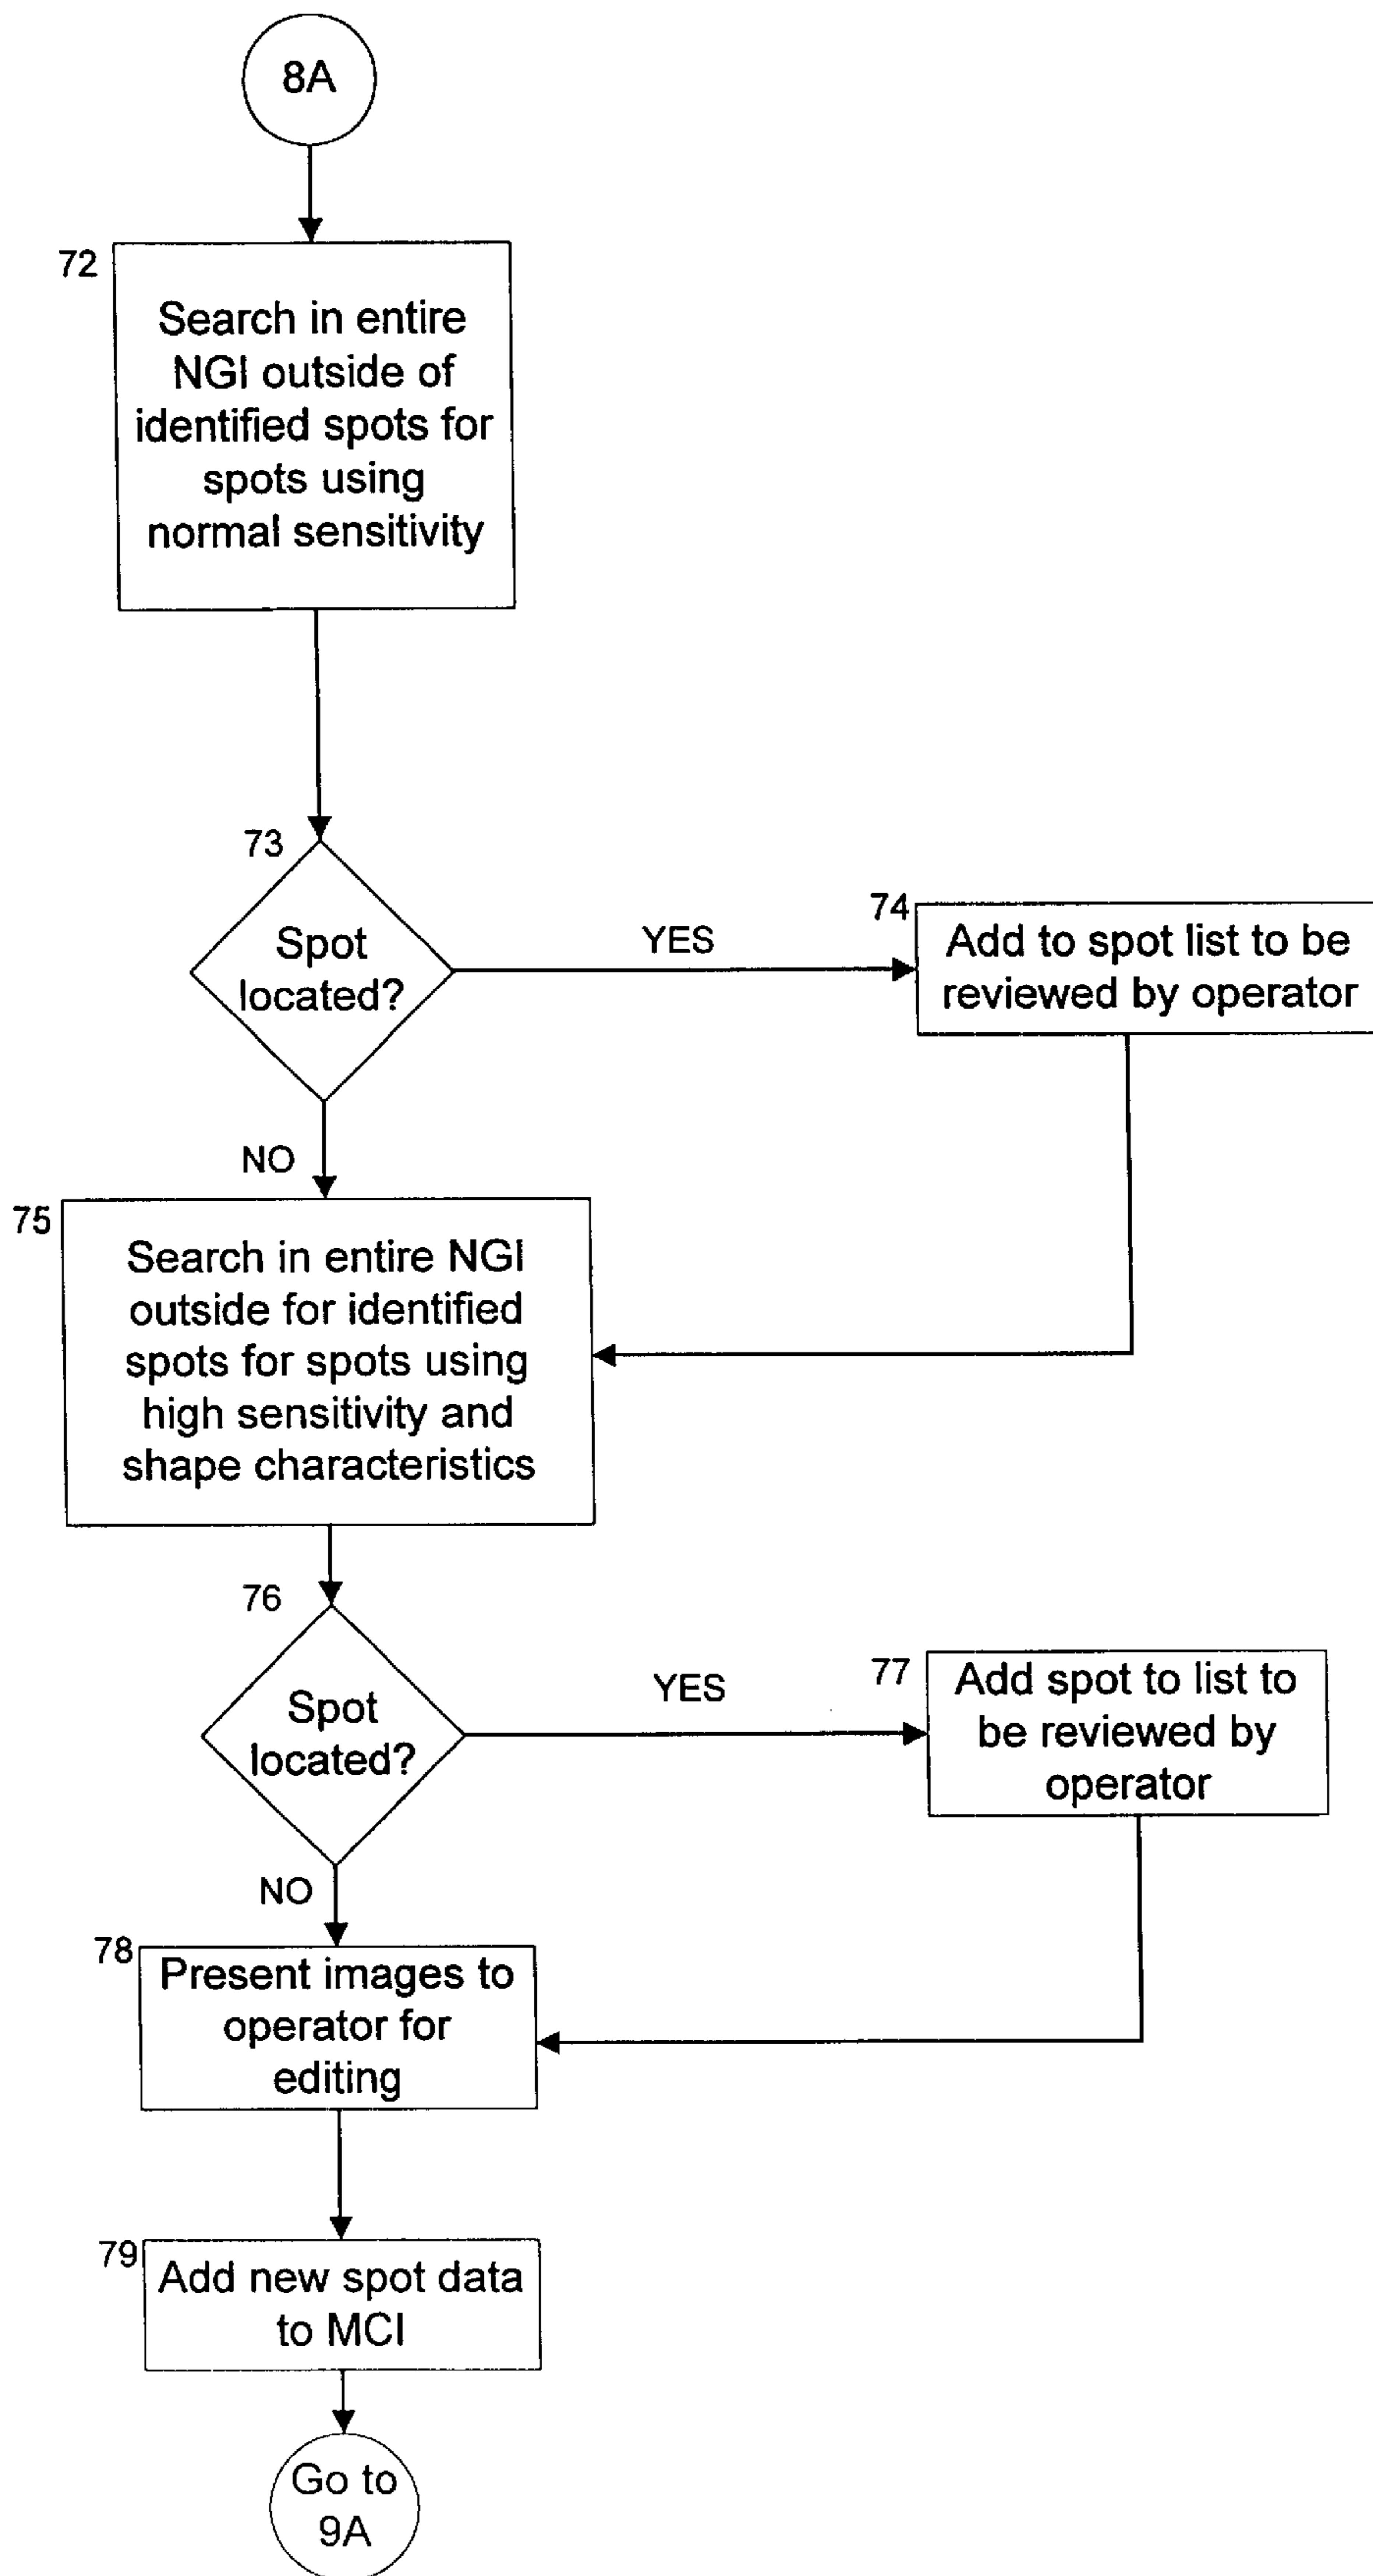 8A
72
Search in entire
NGI outside of
identified spots for
spots using
normal sensitivity
73
Spot
located?
YES
74
Add to spot list to be
reviewed by operator
NO
75
Search in entire NGI
outside for identified
spots for spots using
high sensitivity and
shape characteristics
76
Spot
located?
YES
77
Add spot to list to
be reviewed by
operator
NO
78
Present images to
operator for
editing
79
Add new spot data
to MCI
Go to
9A